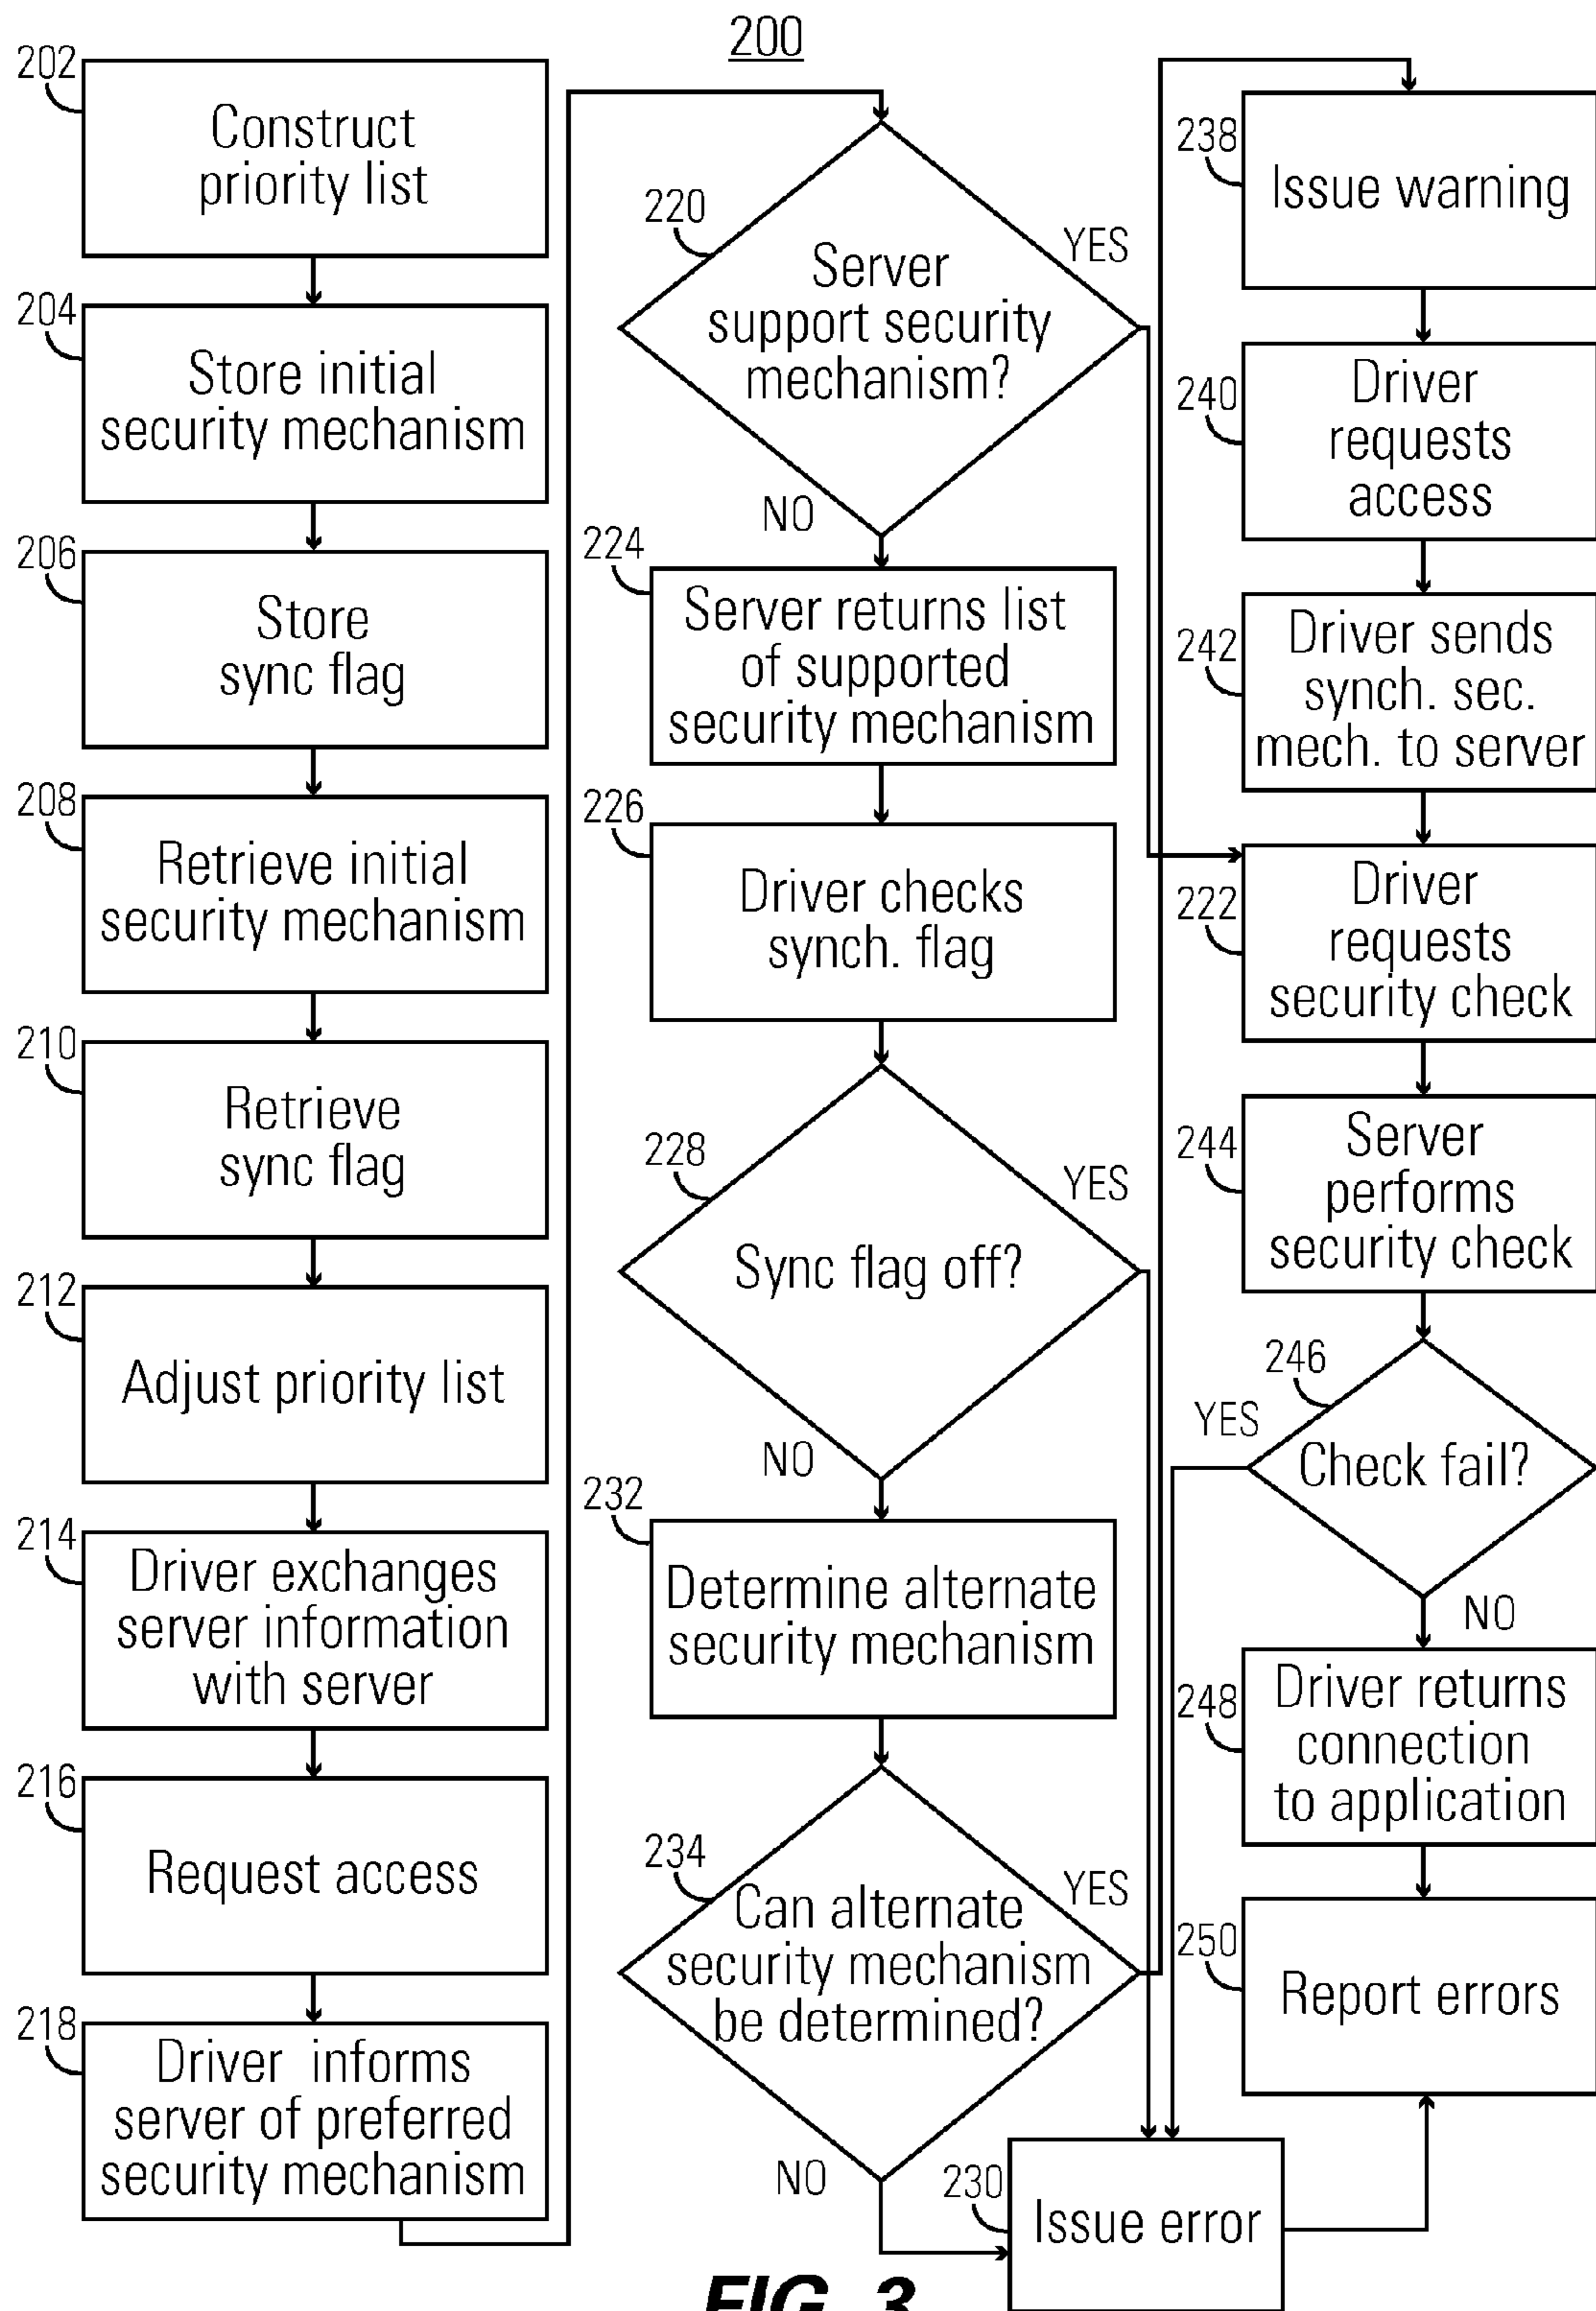 200
202
Construct
priority list
204
Store initial
security mechanism
206
Store
sync flag
208
Retrieve initial
security mechanism
210
Retrieve
sync flag
212
Adjust priority list
214
Driver exchanges
server information
with server
216
Request access
218
Driver informs
server of preferred
security mechanism
220
Server
support security
mechanism?
YES
NO
224
Server returns list
of supported
security mechanism
226
Driver checks
synch. flag
228
Sync flag off?
YES
NO
232
Determine alternate
security mechanism
234
Can alternate
security mechanism
be determined?
YES
NO
230
Issue error
238
Issue warning
240
Driver
requests
access
242
Driver sends
synch. sec.
mech. to server
222
Driver
requests
security check
244
Server
performs
security check
246
Check fail?
YES
NO
248
Driver returns
connection
to application
250
Report errors
FIG. 3